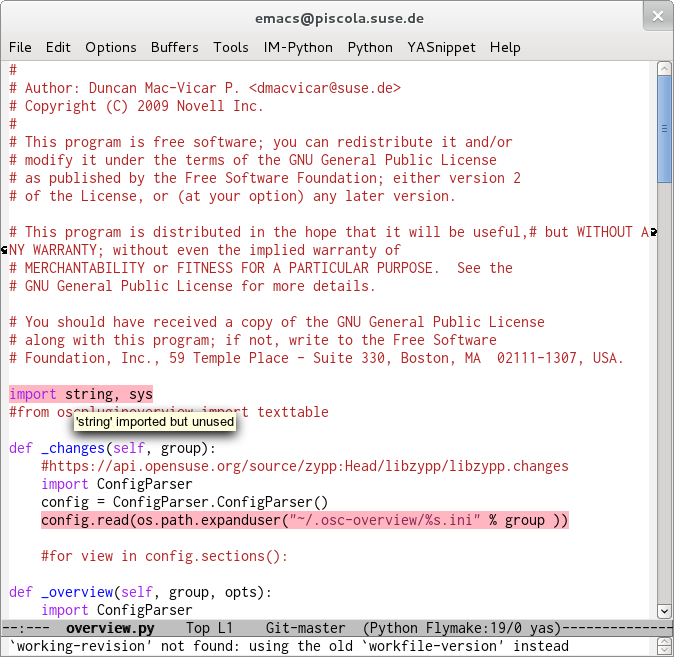 emacs@piscola.suse.de
File Edit Options Buffers Tools IM-Python Python YASnippet Help
#
# Author: Duncan Mac-Vicar P. <dmacvicar@suse.de>
# Copyright (C) 2009 Novell Inc.
#
# This program is free software; you can redistribute it and/or
# modify it under the terms of the GNU General Public License
# as published by the Free Software Foundation; either version 2
# of the License, or (at your option) any later version.
# This program is distributed in the hope that it will be useful,# but WITHOUT A
NY WARRANTY; without even the implied warranty of
# MERCHANTABILITY or FITNESS FOR A PARTICULAR PURPOSE.  See the
# GNU General Public License for more details.
# You should have received a copy of the GNU General Public License
# along with this program; if not, write to the Free Software
# Foundation, Inc., 59 Temple Place - Suite 330, Boston, MA  02111-1307, USA.
import string, sys
#from oscpluginoverview import texttable
'string' imported but unused
def _changes(self, group):
    #https://api.opensuse.org/source/zypp:Head/libzypp/libzypp.changes
    import ConfigParser
    config = ConfigParser.ConfigParser()
    config.read(os.path.expanduser("~/.osc-overview/%s.ini" % group ))
    #for view in config.sections():
def _overview(self, group, opts):
    import ConfigParser
--:---  overview.py    Top L1    Git-master  (Python Flymake:19/0 yas)--------------
`working-revision' not found: using the old `workfile-version' instead